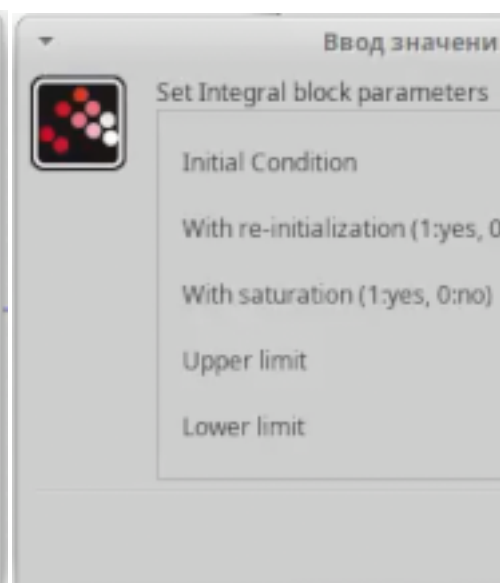 Ввод значени
Set Integral block parameters
Initial Condition
With re-initialization (1:yes, 0
With saturation (1:yes, 0:no)
Upper limit
Lower limit